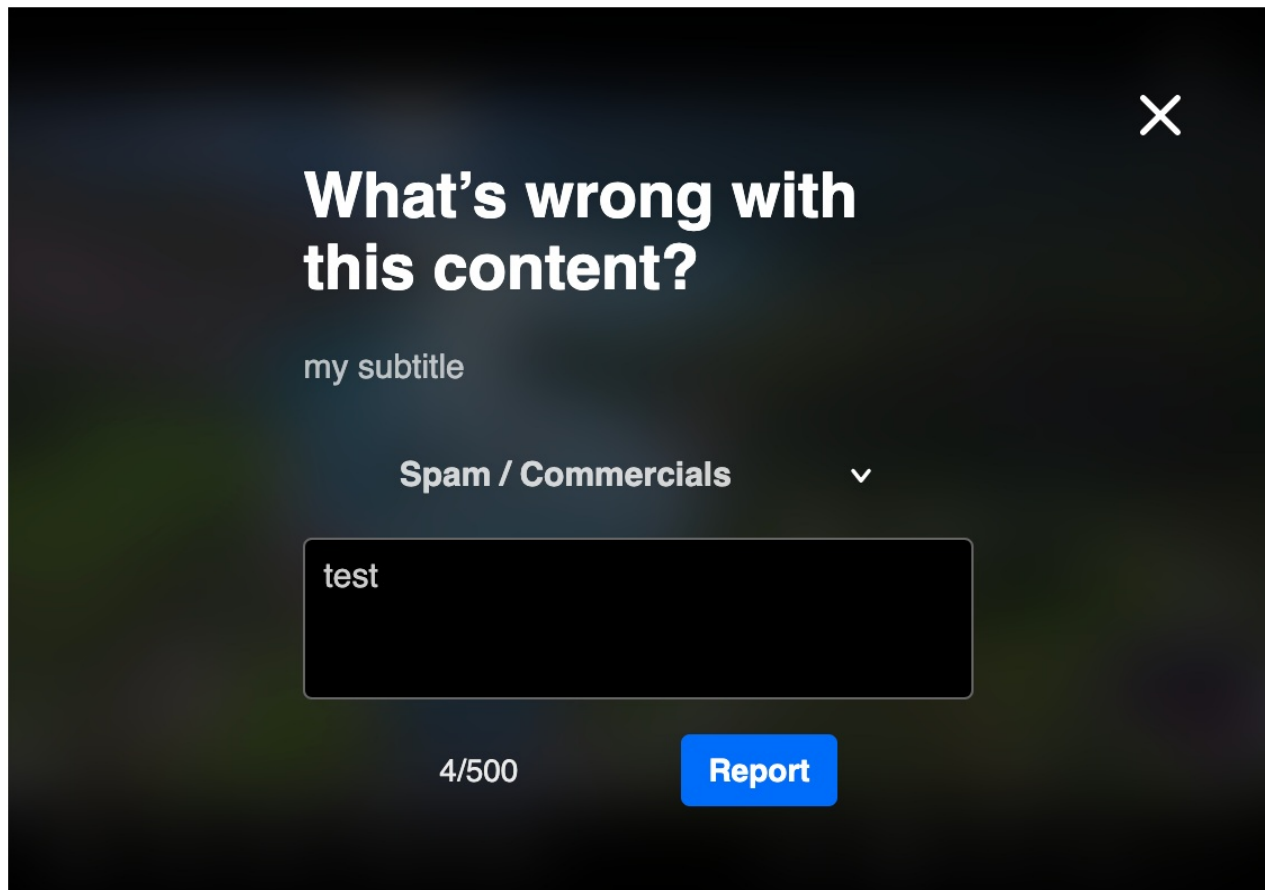 What’s wrong with
this content?
my subtitle
Spam / Commercials
test
4/500
Report